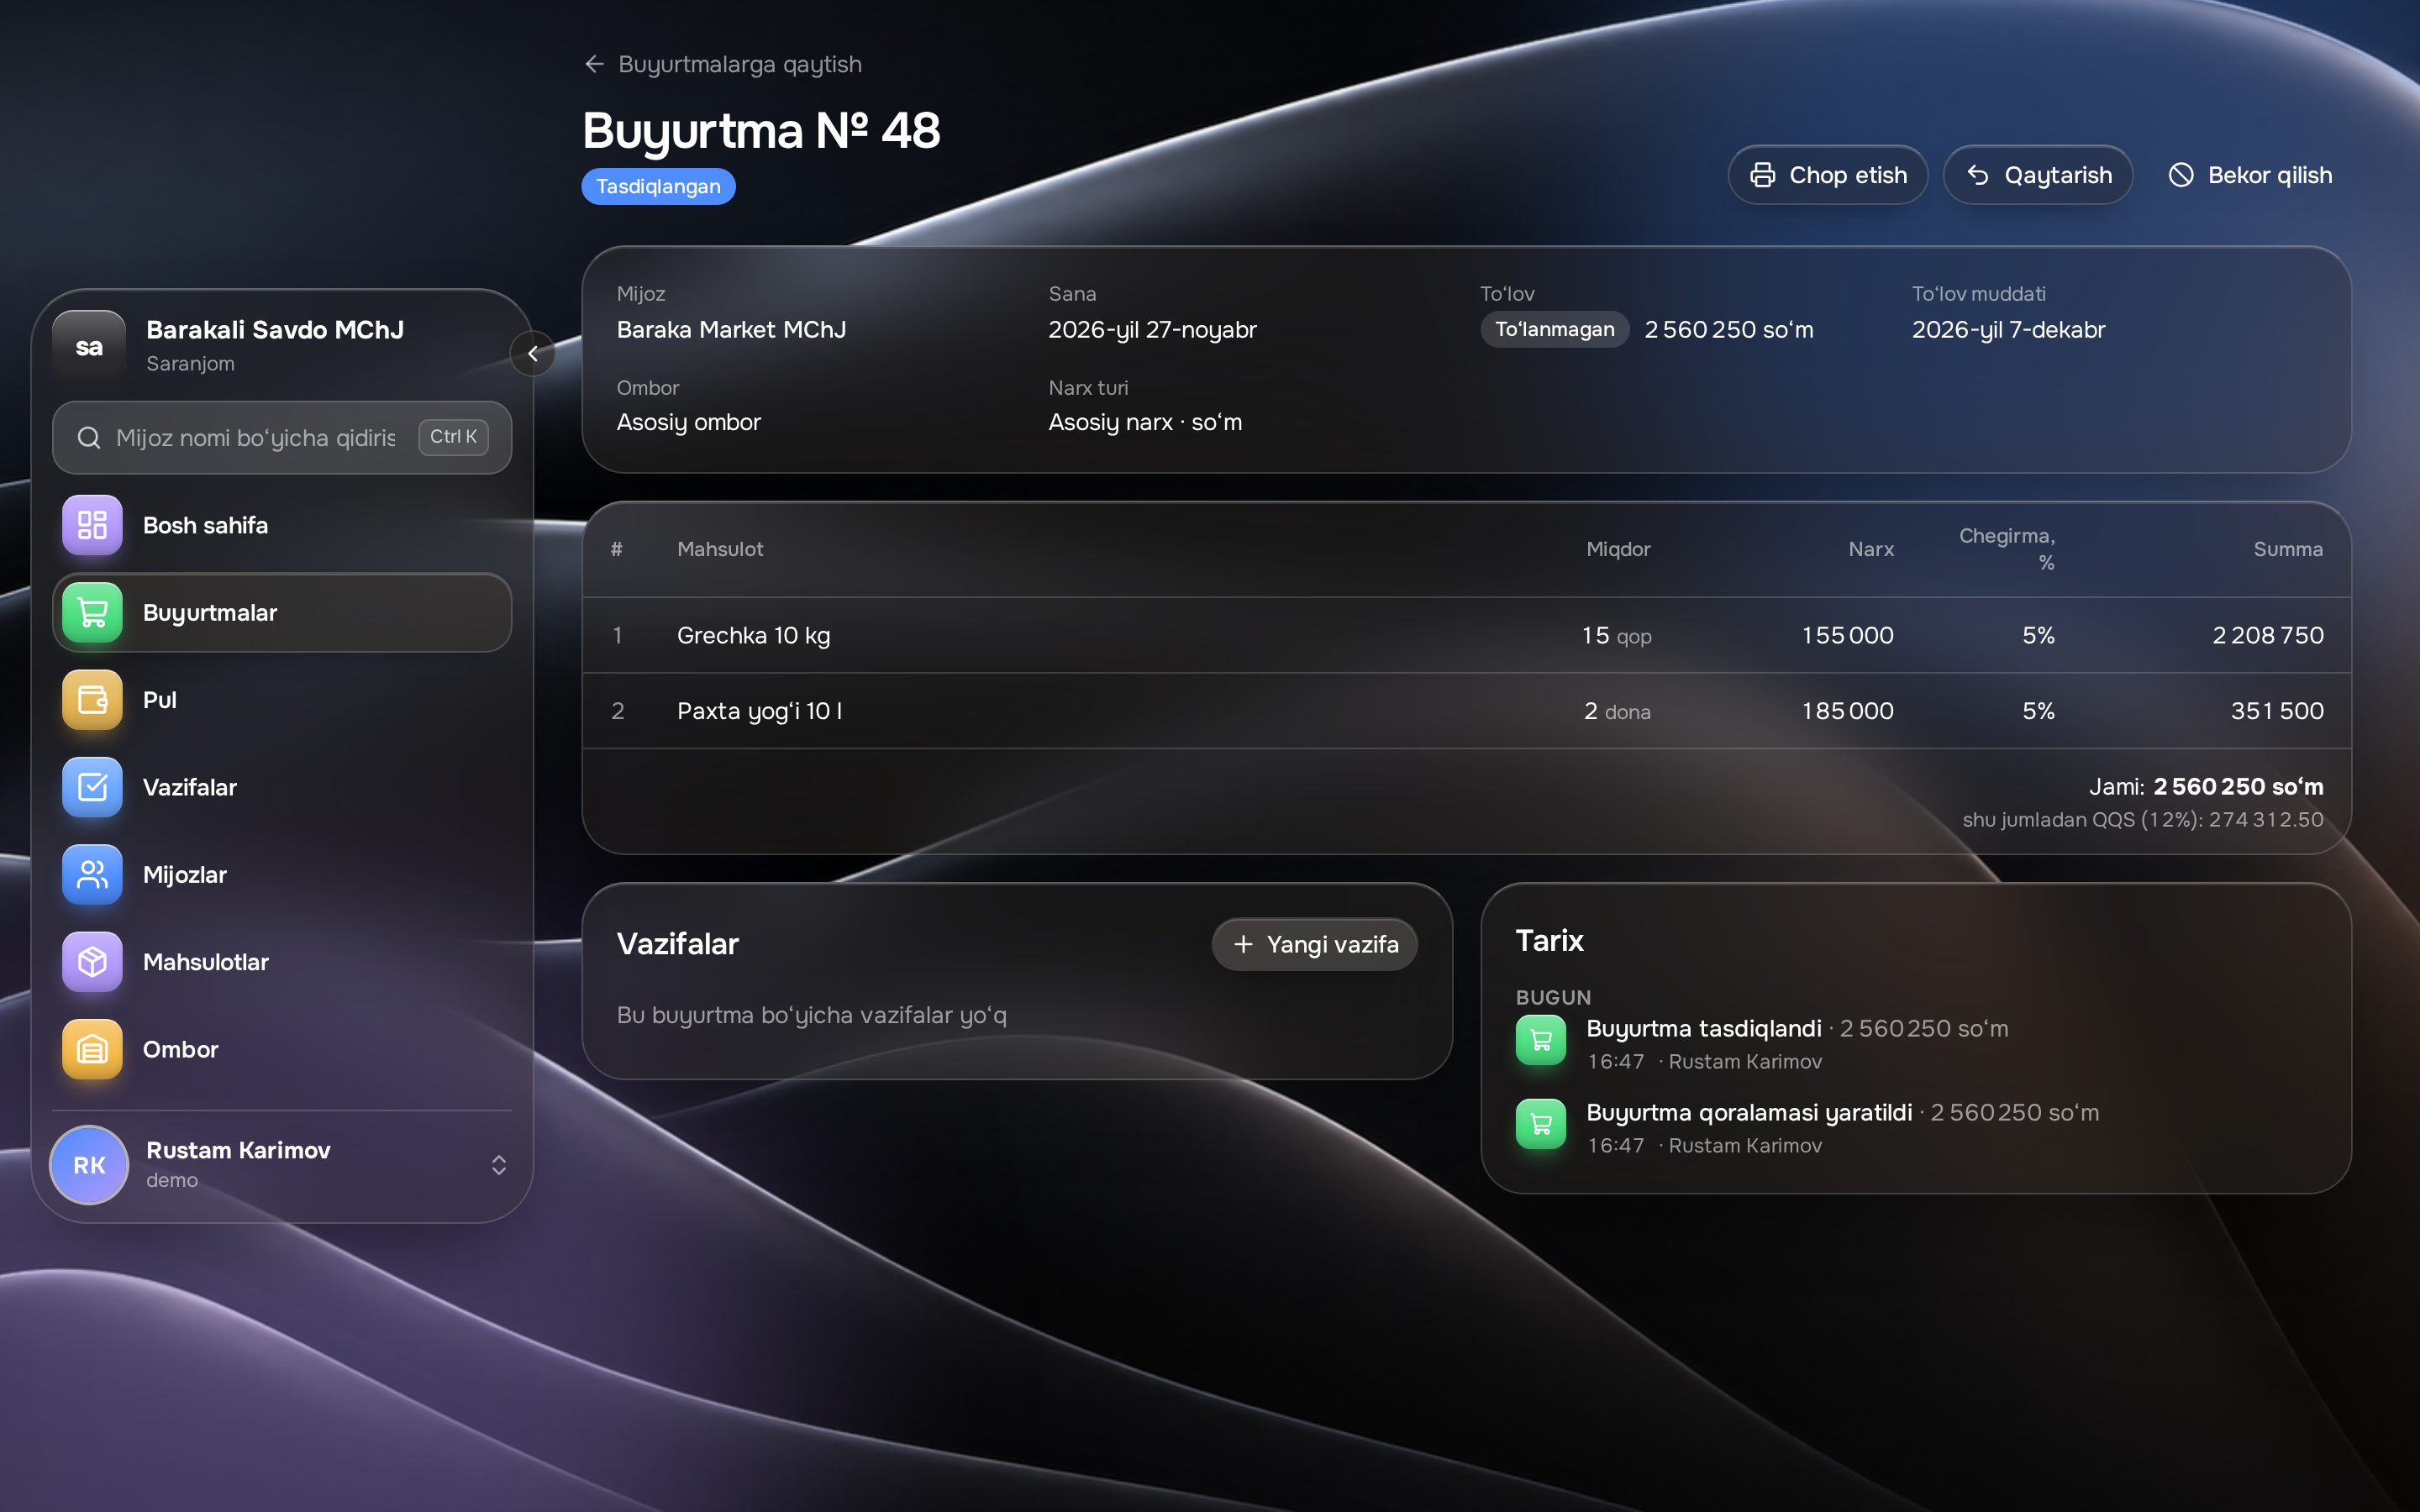 Buyurtmalarga qaytish
Buyurtma № 48
Tasdiqlangan
Chop etish
Qaytarish
Bekor qilish
sa
Barakali Savdo MChJ
Saranjom
Mijoz nomi bo‘yicha qidiris
Ctrl K
Bosh sahifa
Buyurtmalar
Pul
Vazifalar
Mijozlar
Mahsulotlar
Ombor
RK
Rustam Karimov
demo
Mijoz
Baraka Market MChJ
Sana
2026-yil 27-noyabr
To‘lov
To‘lanmagan 2 560 250 so‘m
To‘lov muddati
2026-yil 7-dekabr
Ombor
Asosiy ombor
Narx turi
Asosiy narx · so‘m
# Mahsulot Miqdor Narx Chegirma, % Summa
1 Grechka 10 kg 15 qop 155 000 5% 2 208 750
2 Paxta yog‘i 10 l 2 dona 185 000 5% 351 500
Jami: 2 560 250 so‘m
shu jumladan QQS (12%): 274 312.50
Vazifalar
Yangi vazifa
Bu buyurtma bo‘yicha vazifalar yo‘q
Tarix
BUGUN
Buyurtma tasdiqlandi · 2 560 250 so‘m
16:47 · Rustam Karimov
Buyurtma qoralamasi yaratildi · 2 560 250 so‘m
16:47 · Rustam Karimov